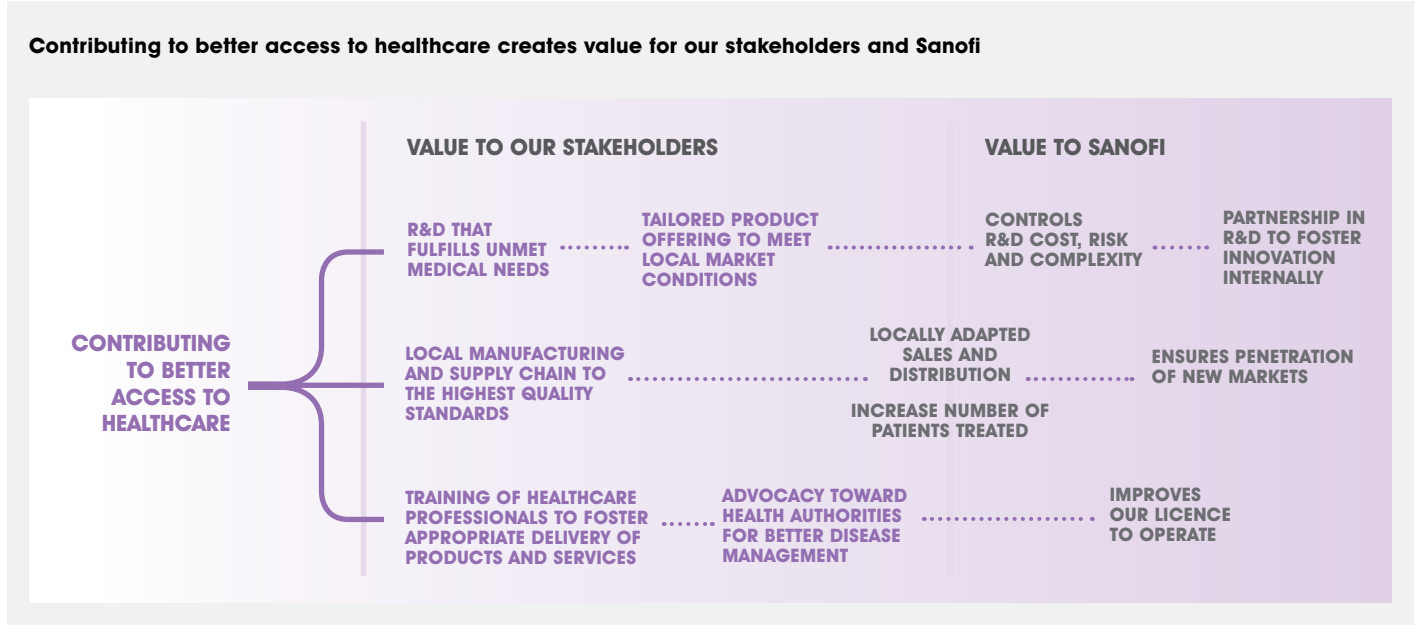 Contributing to better access to healthcare creates value for our stakeholders and Sanofi
VALUE TO OUR STAKEHOLDERS
VALUE TO SANOFI
CONTRIBUTING
TO BETTER
ACCESS TO
HEALTHCARE
R&D THAT
FULFILLS UNMET
MEDICAL NEEDS
TAILORED PRODUCT
OFFERING TO MEET
LOCAL MARKET
CONDITIONS
CONTROLS
R&D COST, RISK
AND COMPLEXITY
PARTNERSHIP IN
R&D TO FOSTER
INNOVATION
INTERNALLY
LOCAL MANUFACTURING
AND SUPPLY CHAIN TO
THE HIGHEST QUALITY
STANDARDS
LOCALLY ADAPTED
SALES AND
DISTRIBUTION
INCREASE NUMBER OF
PATIENTS TREATED
ENSURES PENETRATION
OF NEW MARKETS
TRAINING OF HEALTHCARE
PROFESSIONALS TO FOSTER
APPROPRIATE DELIVERY OF
PRODUCTS AND SERVICES
ADVOCACY TOWARD
HEALTH AUTHORITIES
FOR BETTER DISEASE
MANAGEMENT
IMPROVES
OUR LICENCE
TO OPERATE